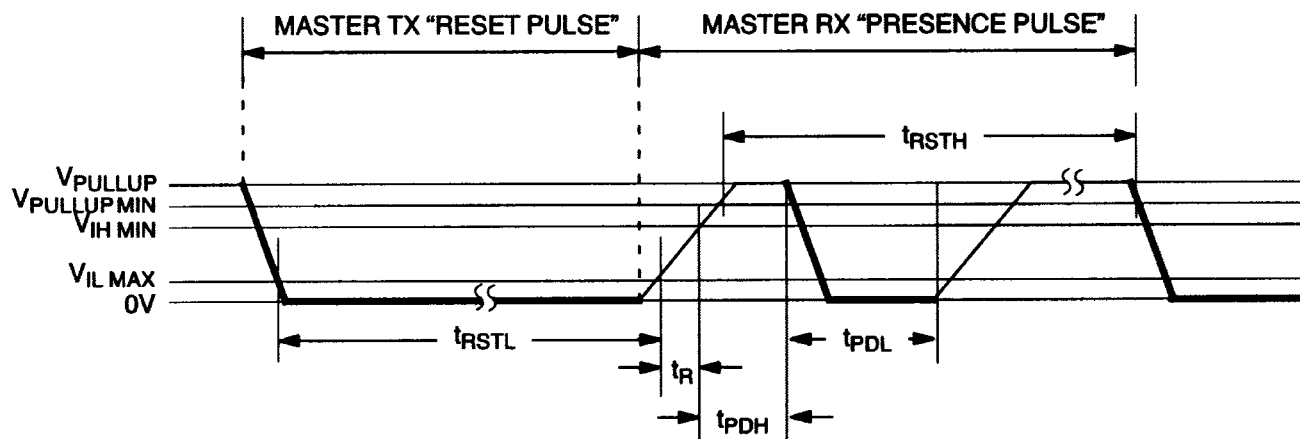 MASTER TX “RESET PULSE”
MASTER RX “PRESENCE PULSE”
tRSTH
VPULLUP
VPULLUP MIN
VIH MIN
VIL MAX
0V
tRSTL
tR
tPDL
tPDH